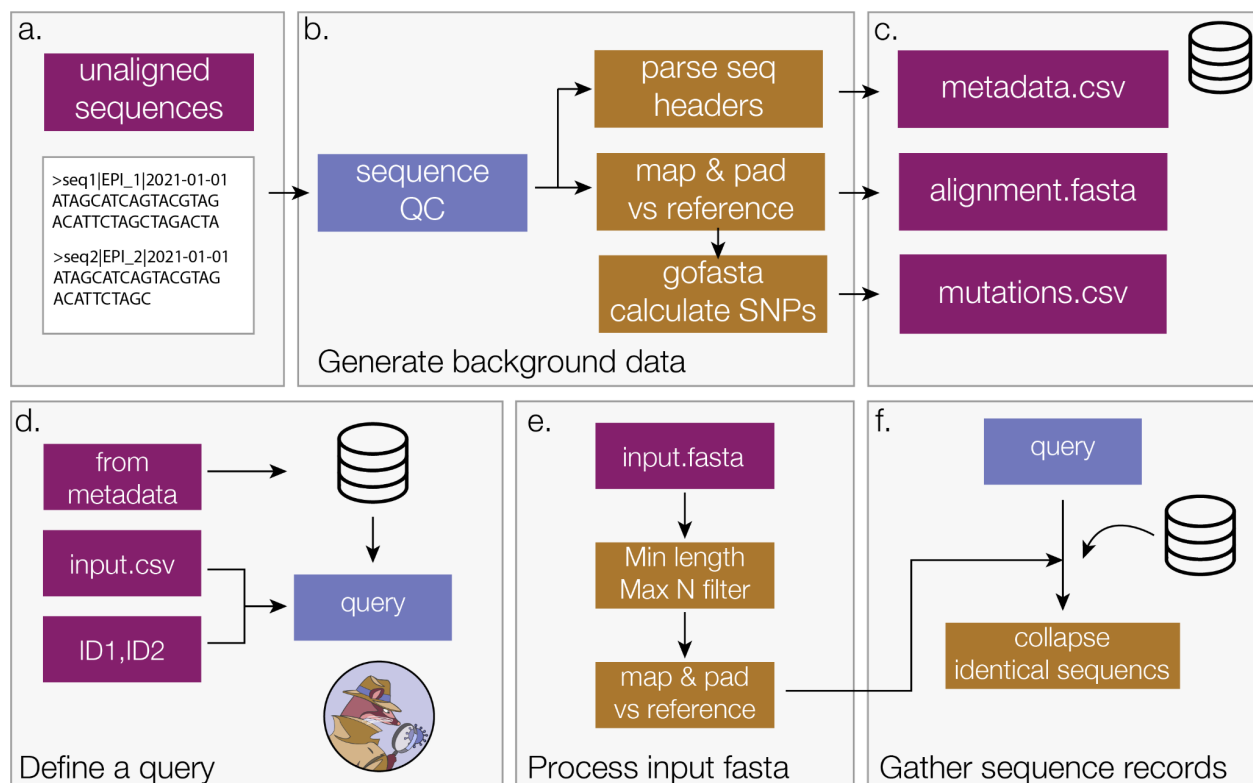 a.
unaligned
sequences
>seq1|EPI_1|2021-01-01
ATAGCATCAGTACGTAG
ACATTCTAGCTAGACTA
>seq2|EPI_2|2021-01-01
ATAGCATCAGTACGTAG
ACATTCTAGC
b.
sequence
QC
parse seq
headers
map & pad
vs reference
gofasta
calculate SNPs
Generate background data
c.
metadata.csv
alignment.fasta
mutations.csv
d.
from
metadata
input.csv
ID1,ID2
query
Define a query
e.
input.fasta
Min length
Max N filter
map & pad
vs reference
Process input fasta
f.
query
collapse
identical sequencs
Gather sequence records